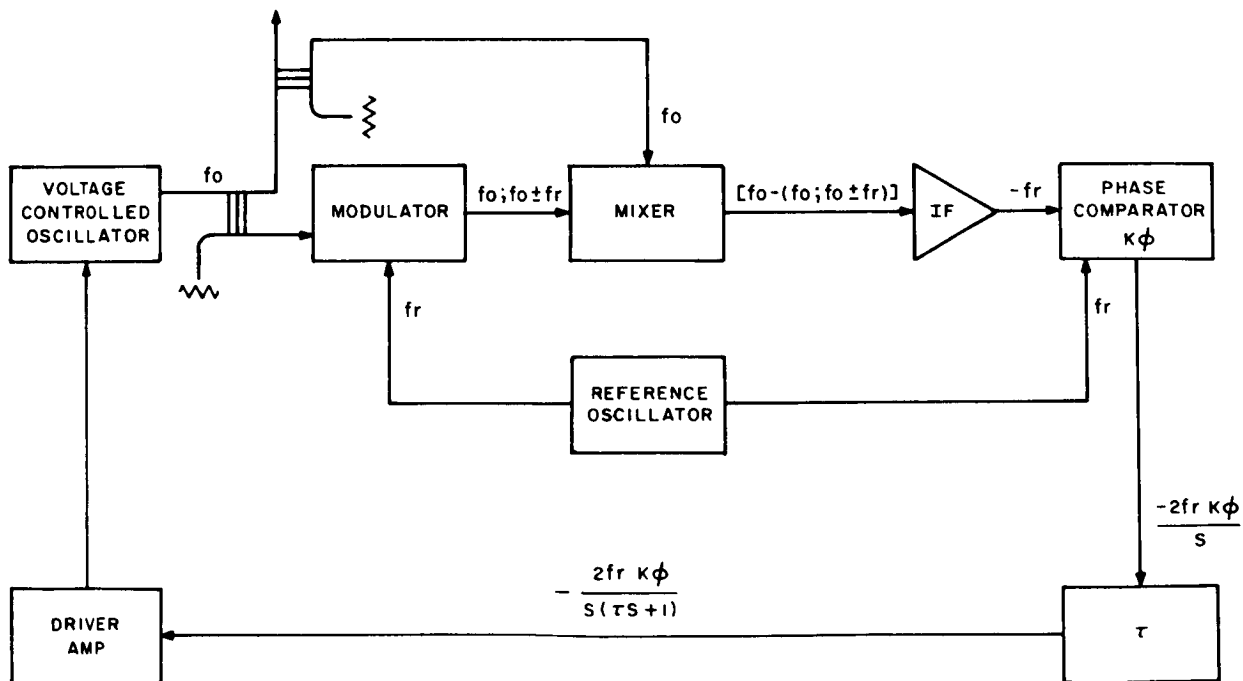 fo
VOLTAGE
CONTROLLED
OSCILLATOR
fo
MODULATOR
fo;fo±fr
MIXER
[fo-(fo;fo±fr)]
IF
-fr
PHASE
COMPARATOR
Kϕ
fr
fr
REFERENCE
OSCILLATOR
-2fr Kϕ
S
- 2fr Kϕ
S(τS+1)
DRIVER
AMP
τ